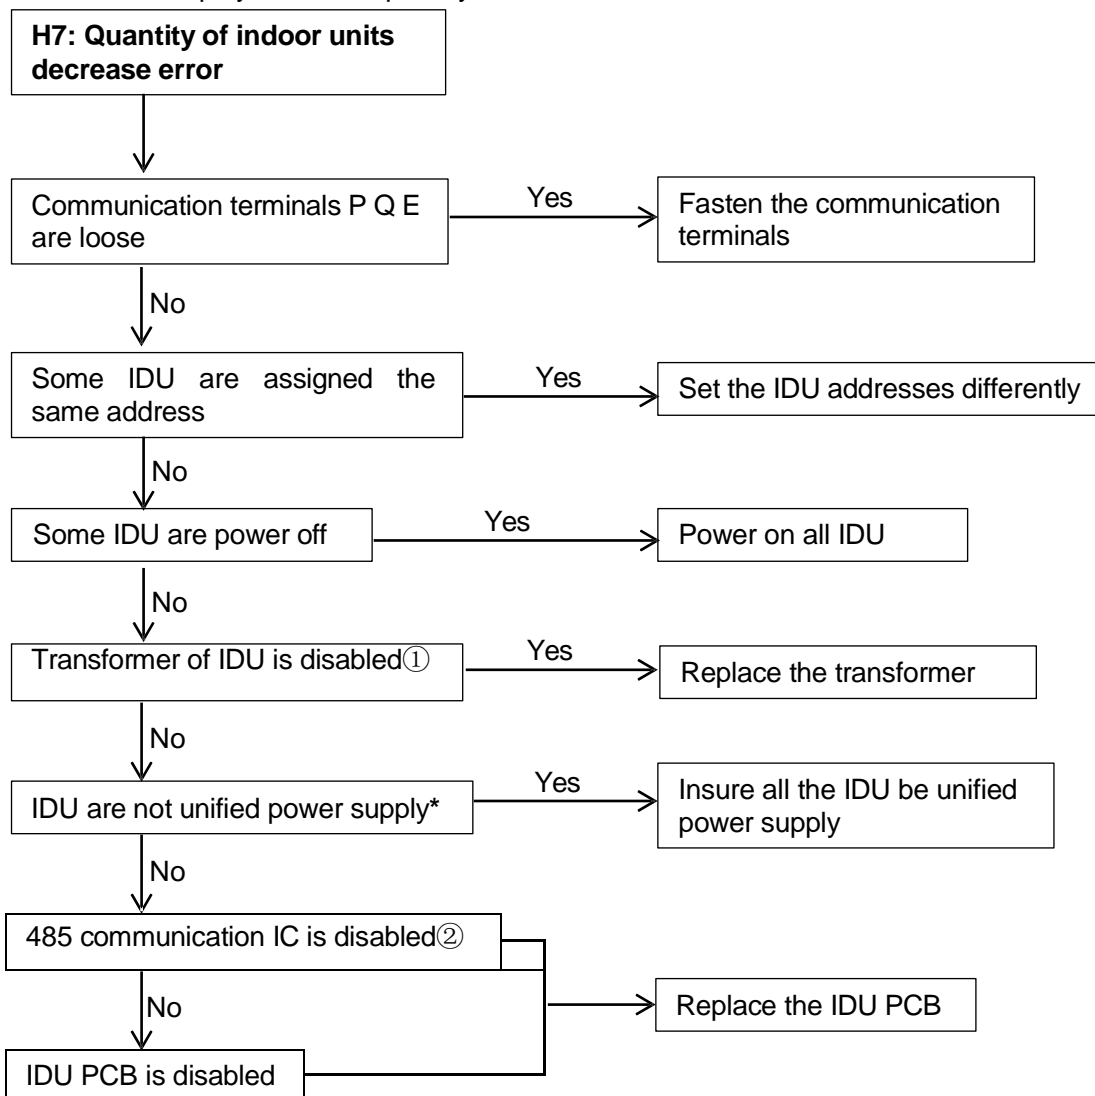 H7: Quantity of indoor units
decrease error
Communication terminals P Q E
are loose
Yes
Fasten the communication
terminals
No
Some IDU are assigned the
same address
Yes
Set the IDU addresses differently
No
Some IDU are power off
Yes
Power on all IDU
No
Transformer of IDU is disabled①
Yes
Replace the transformer
No
IDU are not unified power supply*
Yes
Insure all the IDU be unified
power supply
No
485 communication IC is disabled②
No
Replace the IDU PCB
IDU PCB is disabled